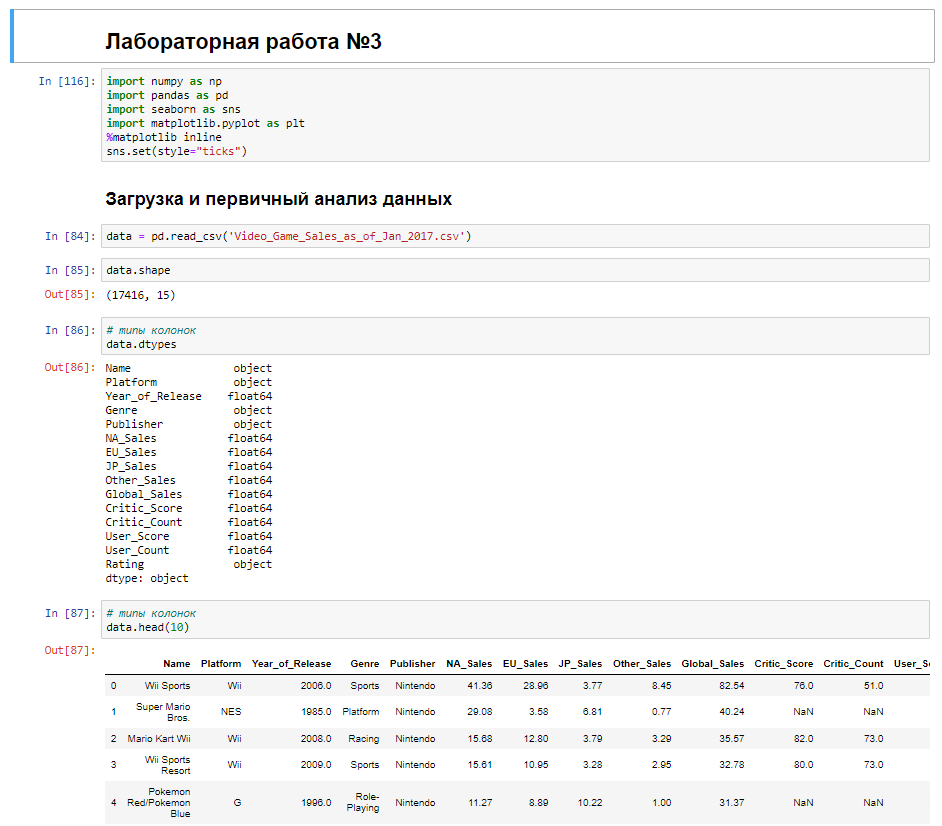 Лабораторная работа №3
In [116]: import numpy as np
import pandas as pd
import seaborn as sns
import matplotlib.pyplot as plt
%matplotlib inline
sns.set(style="ticks")
Загрузка и первичный анализ данных
In [84]: data = pd.read_csv('Video_Game_Sales_as_of_Jan_2017.csv')
In [85]: data.shape
Out[85]: (17416, 15)
In [86]: # типы колонок
data.dtypes
Out[86]: Name object
Platform object
Year_of_Release float64
Genre object
Publisher object
NA_Sales float64
EU_Sales float64
JP_Sales float64
Other_Sales float64
Global_Sales float64
Critic_Score float64
Critic_Count float64
User_Score float64
User_Count float64
Rating object
dtype: object
In [87]: # типы колонок
data.head(10)
Out[87]:
Name Platform Year_of_Release Genre Publisher NA_Sales EU_Sales JP_Sales Other_Sales Global_Sales Critic_Score Critic_Count User_S
0 Wii Sports Wii 2006.0 Sports Nintendo 41.36 28.96 3.77 8.45 82.54 76.0 51.0
1 Super Mario Bros. NES 1985.0 Platform Nintendo 29.08 3.58 6.81 0.77 40.24 NaN NaN
2 Mario Kart Wii Wii 2008.0 Racing Nintendo 15.68 12.80 3.79 3.29 35.57 82.0 73.0
3 Wii Sports Resort Wii 2009.0 Sports Nintendo 15.61 10.95 3.28 2.95 32.78 80.0 73.0
4 Pokemon Red/Pokemon Blue G 1996.0 Role-Playing Nintendo 11.27 8.89 10.22 1.00 31.37 NaN NaN